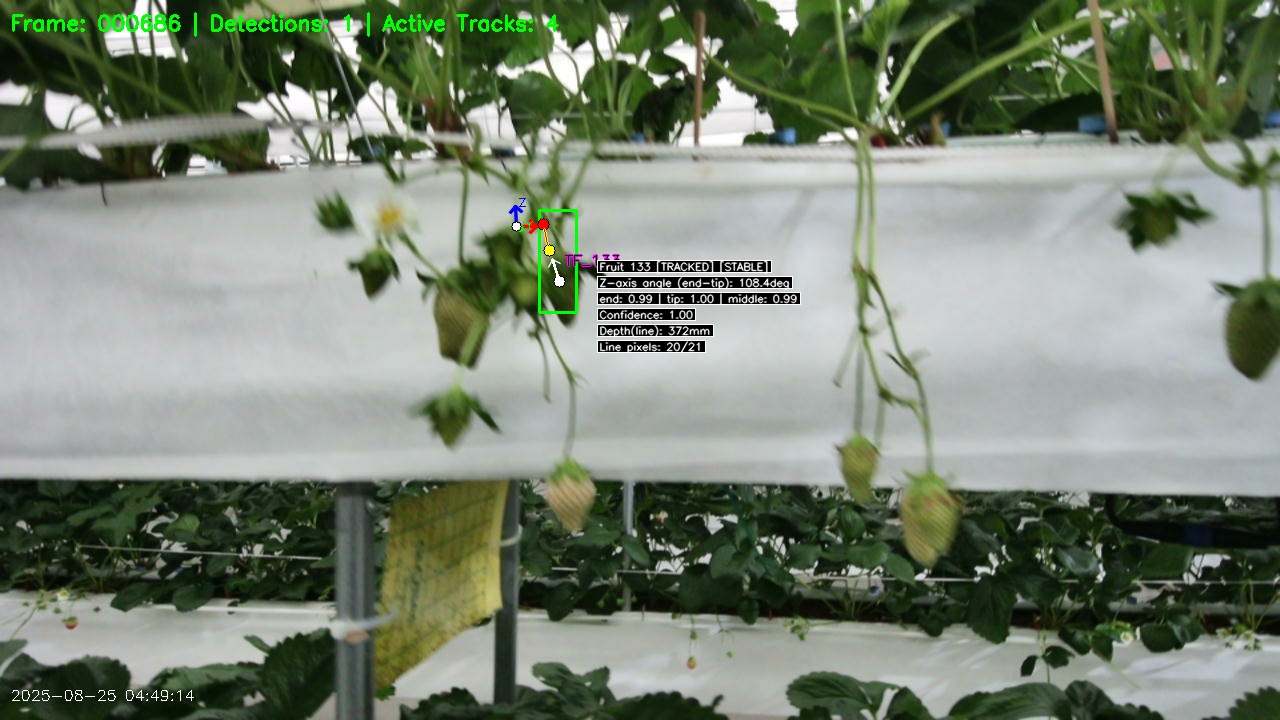 Frame: 000686 | Detections: 1 | Active Tracks: 4
Z
TF_133
Fruit 133 [TRACKED] [STABLE]
Z-axis angle (end-tip): 108.4deg
end: 0.99 | tip: 1.00 | middle: 0.99
Confidence: 1.00
Depth(line): 372mm
Line pixels: 20/21
2025-08-25 04:49:14